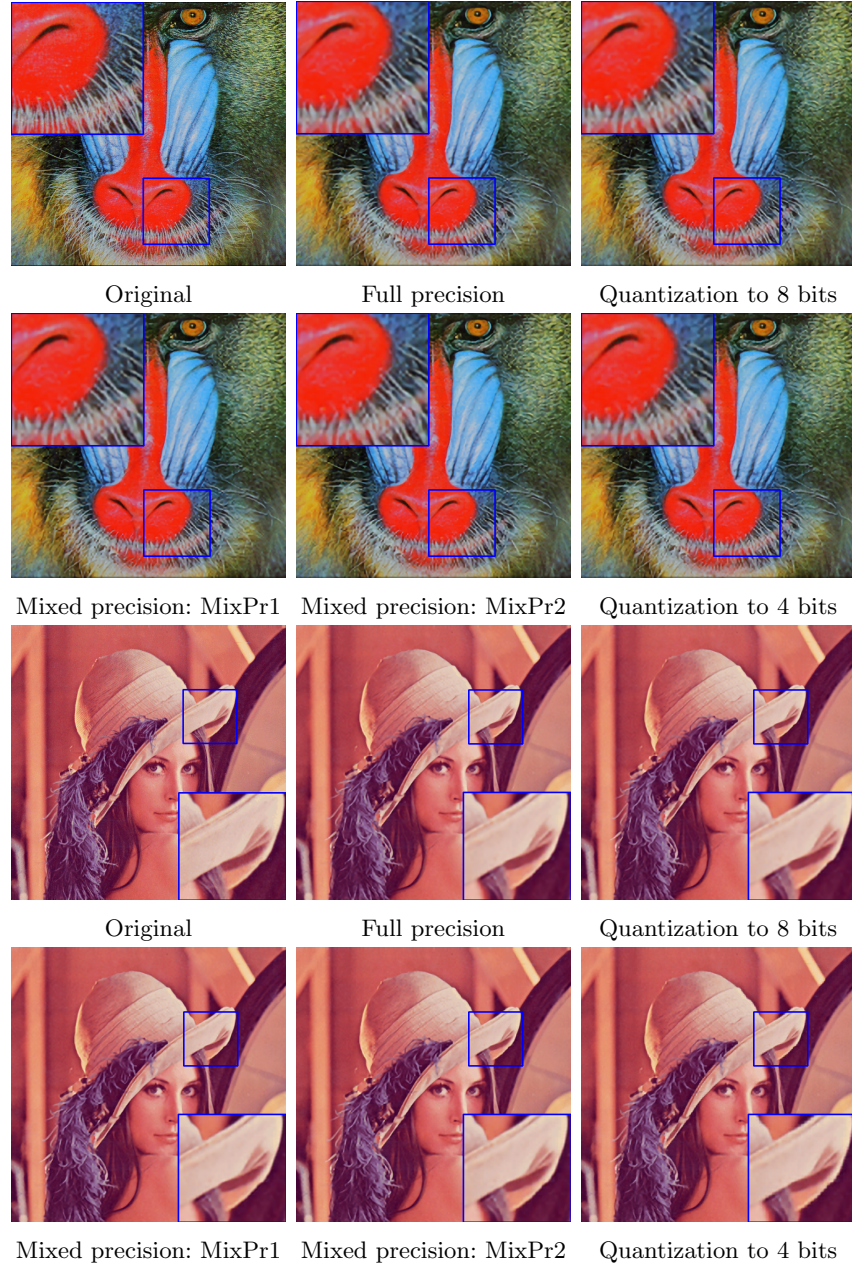 Original
Full precision
Quantization to 8 bits
Mixed precision: MixPr1
Mixed precision: MixPr2
Quantization to 4 bits
Original
Full precision
Quantization to 8 bits
Mixed precision: MixPr1
Mixed precision: MixPr2
Quantization to 4 bits